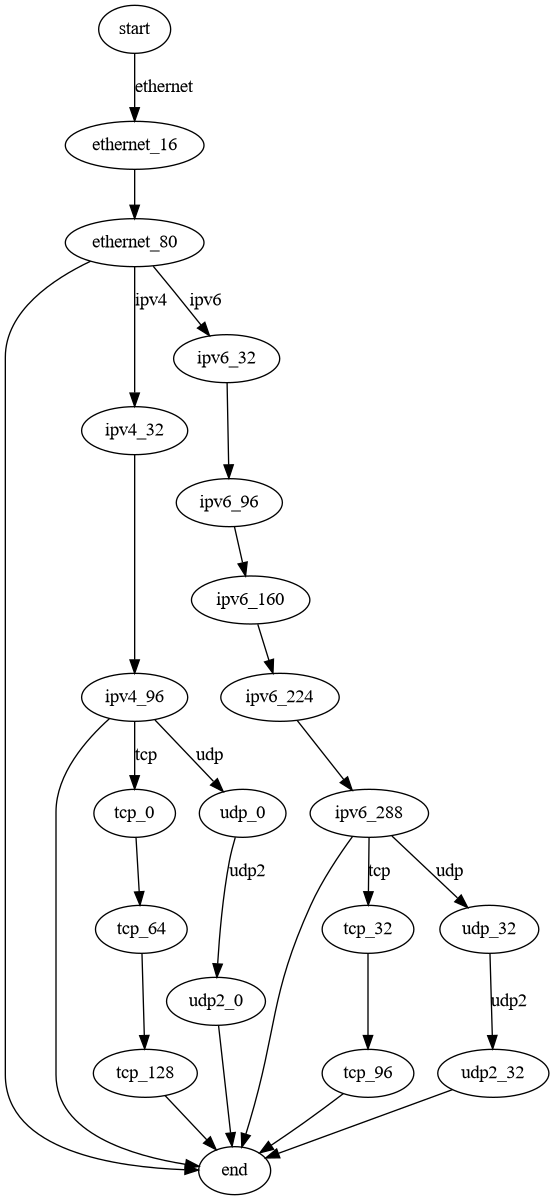 start
ethernet
ethernet_16
ethernet_80
ipv4
ipv6
ipv6_32
ipv4_32
ipv6_96
ipv6_160
ipv4_96
ipv6_224
tcp
udp
tcp_0
udp_0
ipv6_288
udp2
tcp
udp
tcp_64
tcp_32
udp_32
udp2_0
udp2
tcp_128
tcp_96
udp2_32
end